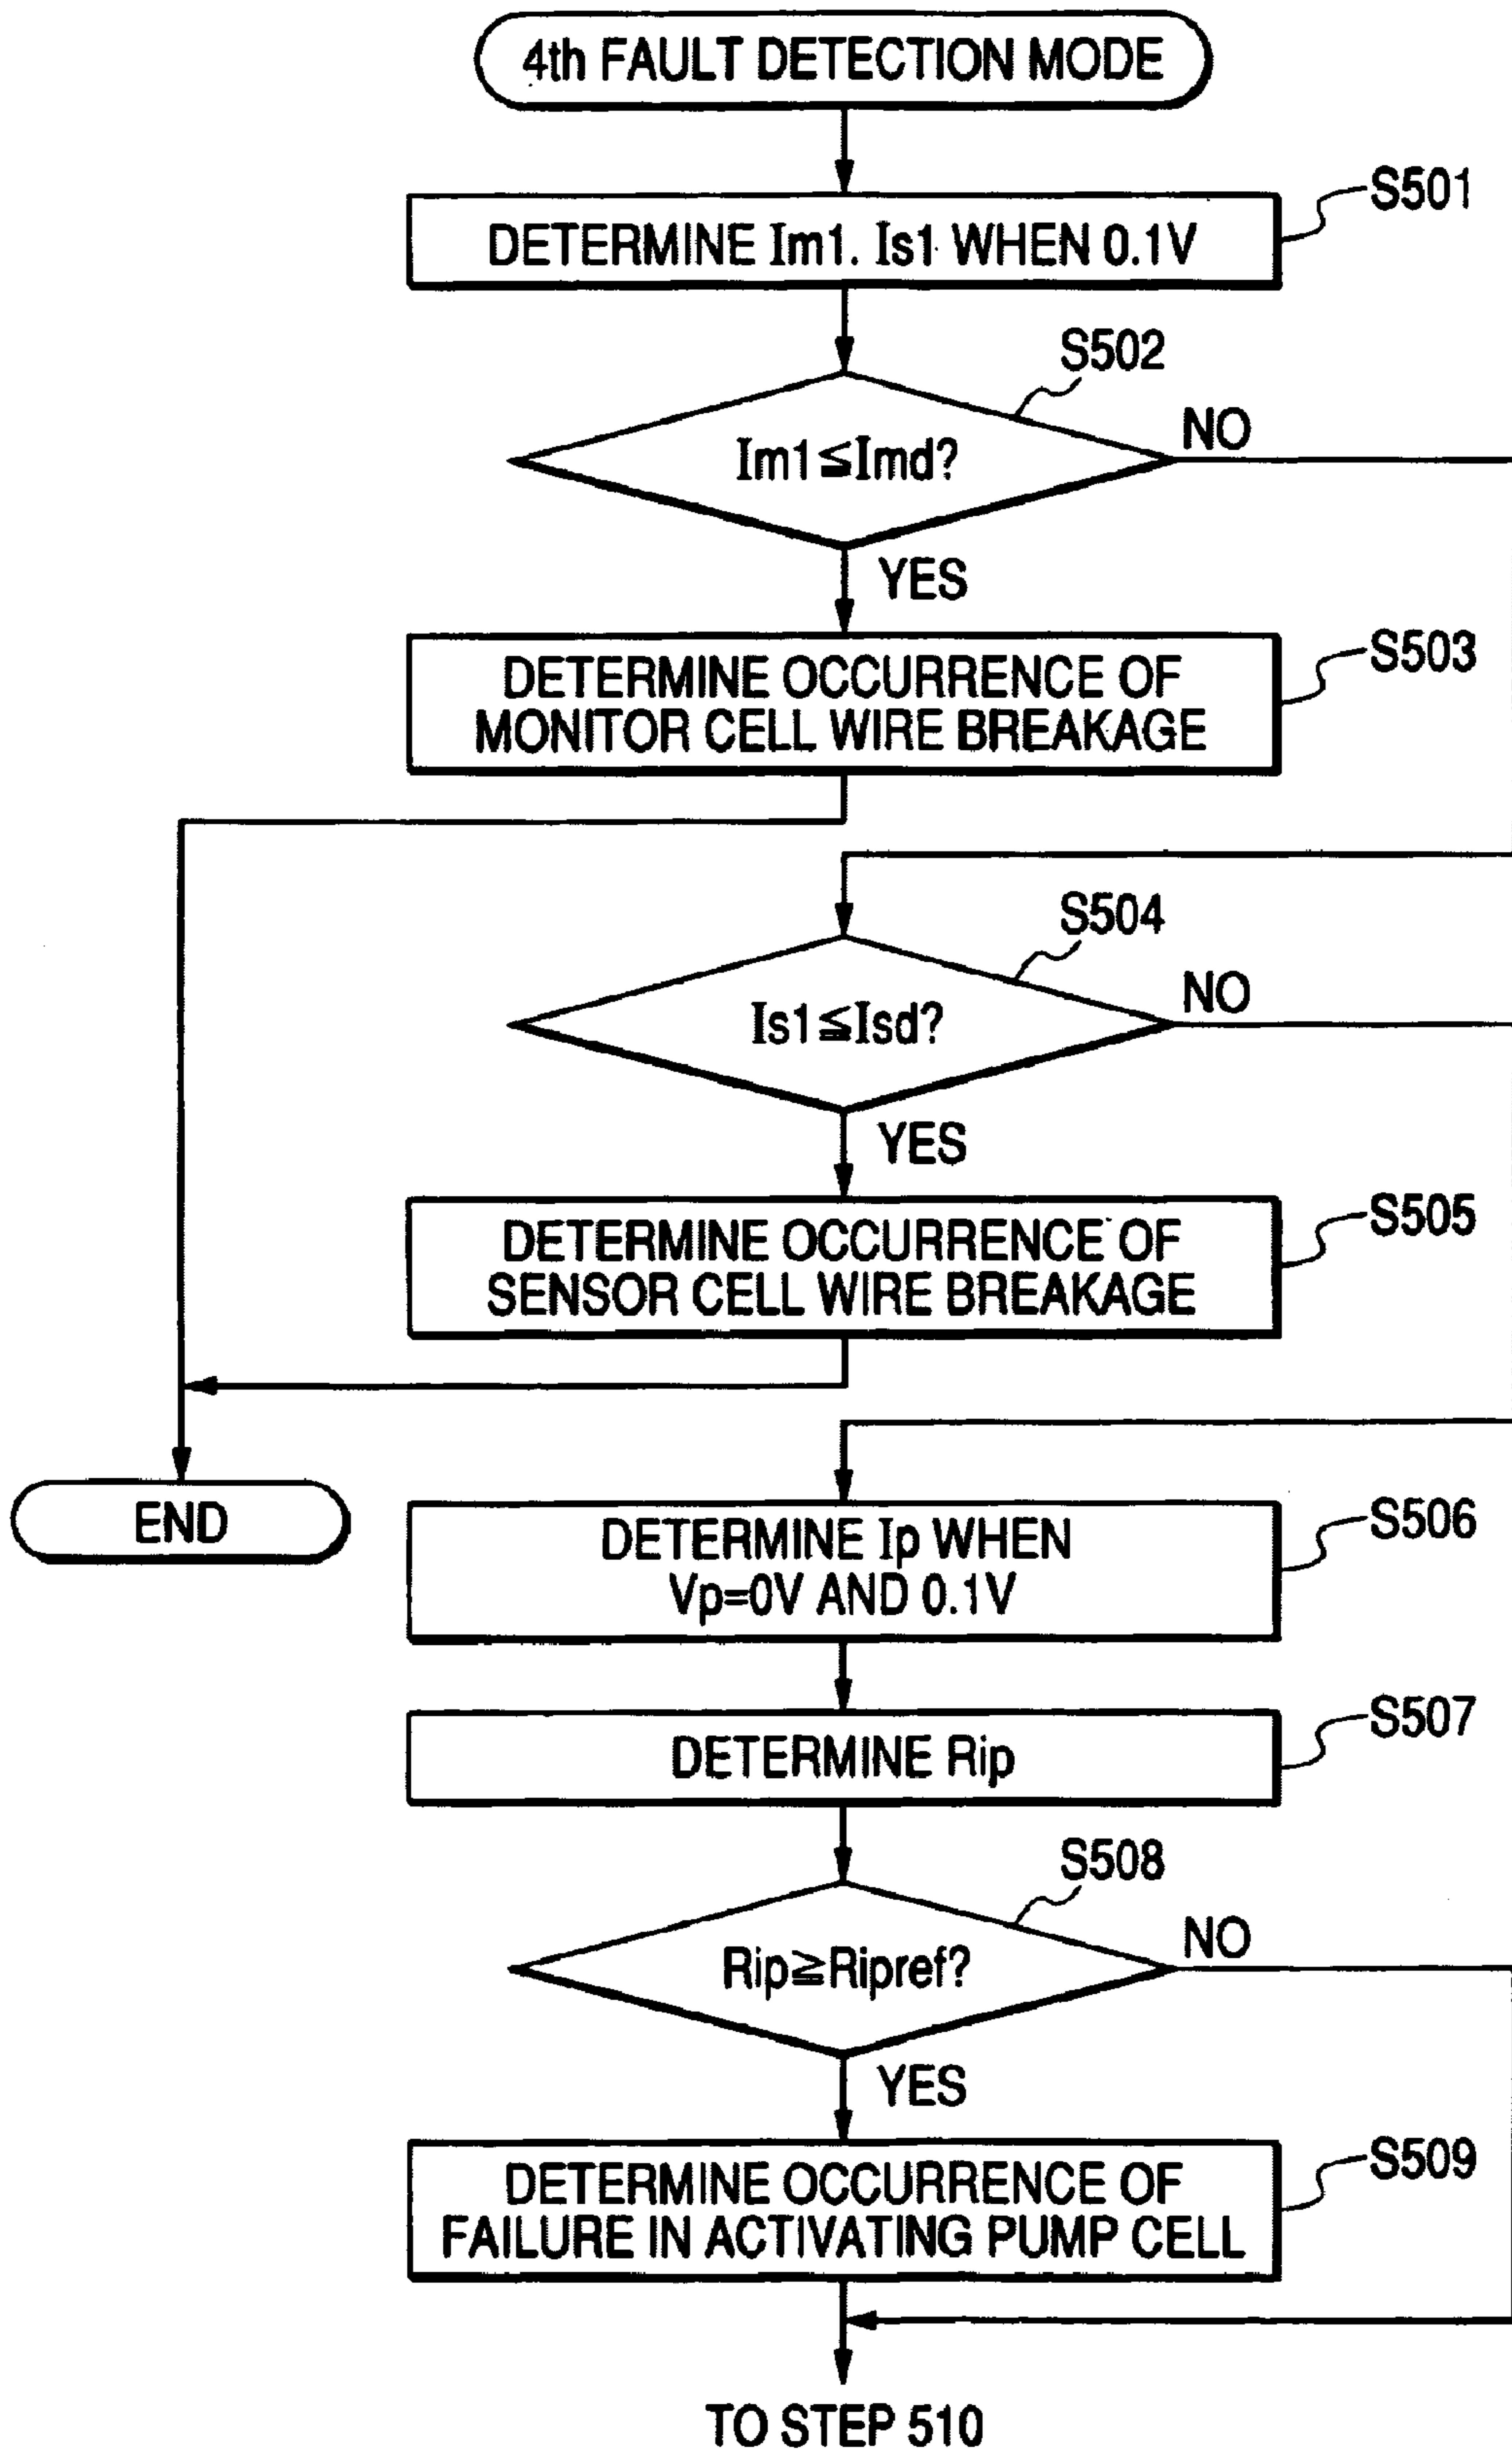 4th FAULT DETECTION MODE
S501
DETERMINE Im1. Is1 WHEN 0.1V
S502
Im1≦Imd?
NO
YES
S503
DETERMINE OCCURRENCE OF
MONITOR CELL WIRE BREAKAGE
S504
Is1≦Isd?
NO
YES
S505
DETERMINE OCCURRENCE OF
SENSOR CELL WIRE BREAKAGE
END
S506
DETERMINE Ip WHEN
Vp=0V AND 0.1V
S507
DETERMINE Rip
S508
Rip≧Ripref?
NO
YES
S509
DETERMINE OCCURRENCE OF
FAILURE IN ACTIVATING PUMP CELL
TO STEP 510